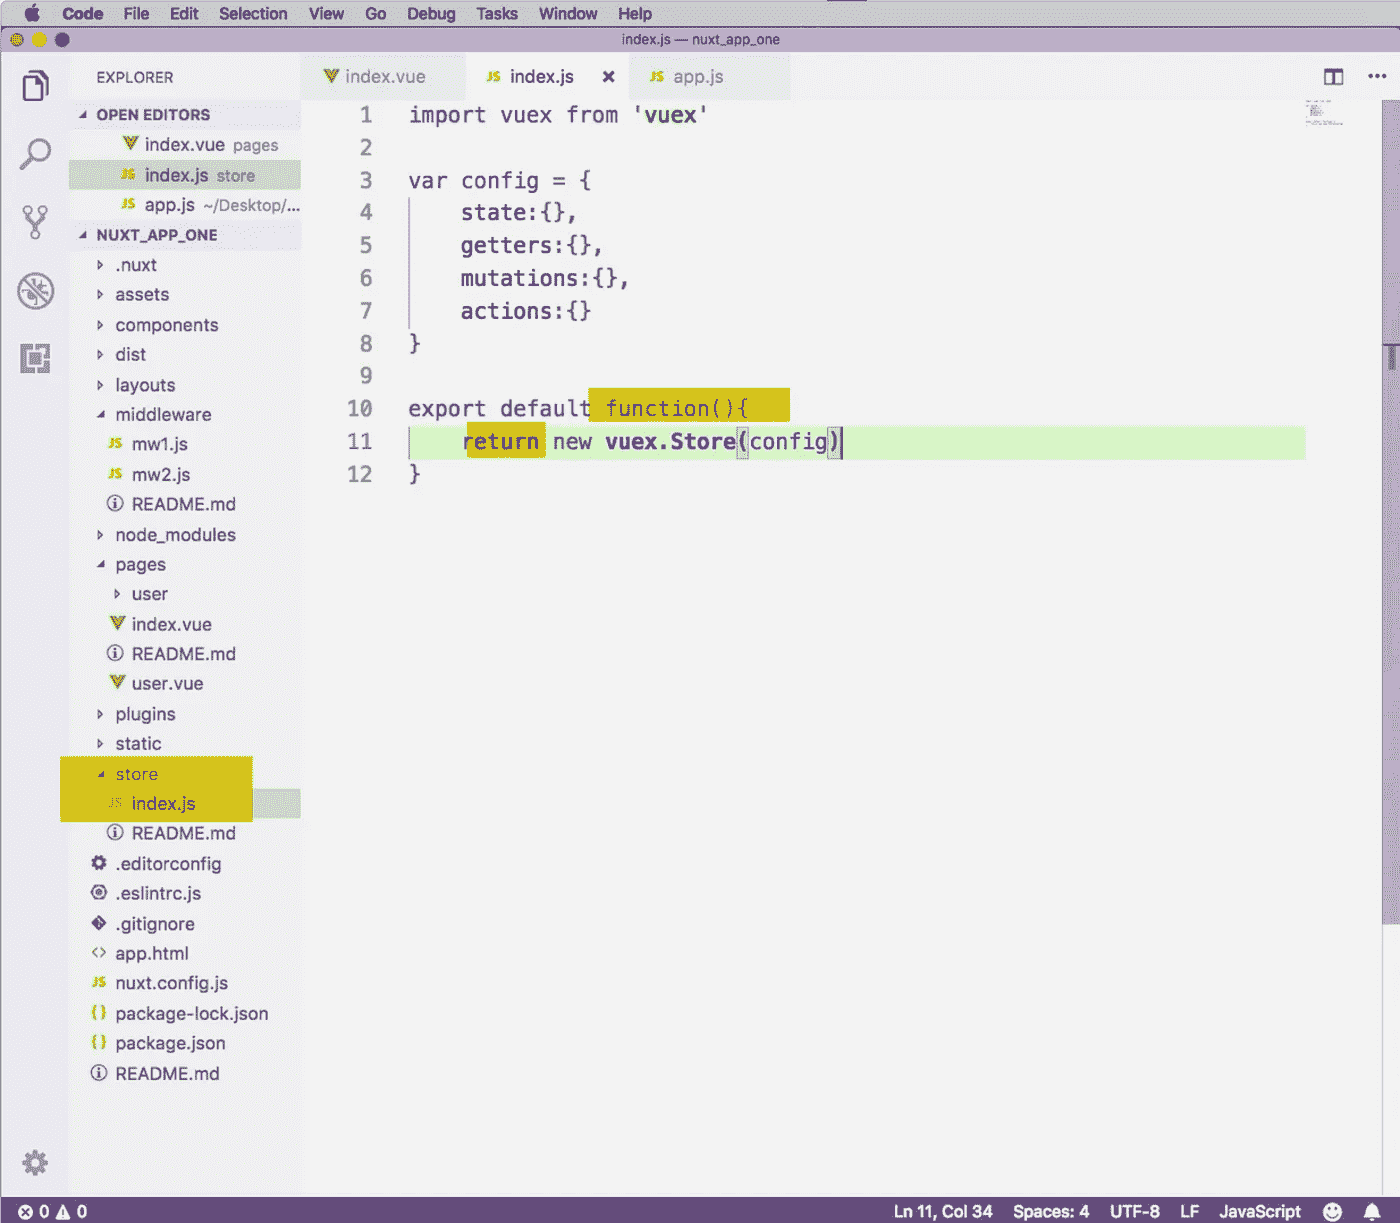 Code File Edit Selection View Go Debug Tasks Window Help
index.js — nuxt_app_one
EXPLORER
OPEN EDITORS
index.vue pages
index.js store
app.js ~/Desktop/...
NUXT_APP_ONE
.nuxt
assets
components
dist
layouts
middleware
JS mw1.js
JS mw2.js
README.md
node_modules
pages
user
index.vue
README.md
user.vue
plugins
static
store
JS index.js
README.md
.editorconfig
.eslintrc.js
.gitignore
<> app.html
JS nuxt.config.js
{} package-lock.json
{} package.json
README.md
index.vue JS index.js × JS app.js
1 import vuex from 'vuex'
2
3 var config = {
4 state:{},
5 getters:{},
6 mutations:{},
7 actions:{}
8 }
9
10 export default function(){
11 return new vuex.Store(config)
12 }
0 0 Ln 11, Col 34 Spaces: 4 UTF-8 LF JavaScript